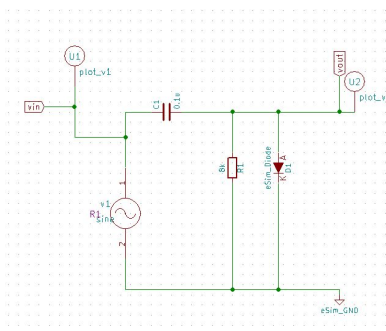 U1
plot_v1
vin
C1
0.1u
vout
U2
plot_v
8k
R1
eSim_Diode
D1
A
K
1
v1
R1
sine
2
eSim_GND